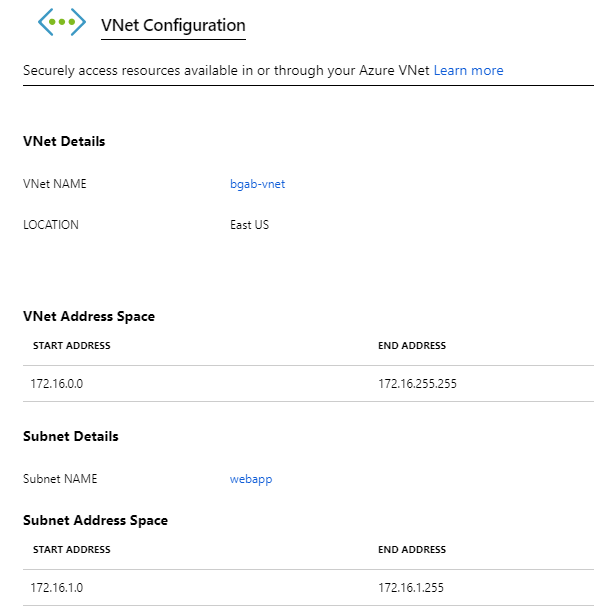 VNet Configuration
Securely access resources available in or through your Azure VNet Learn more
VNet Details
VNet NAME bgab-vnet
LOCATION East US
VNet Address Space
START ADDRESS END ADDRESS
172.16.0.0 172.16.255.255
Subnet Details
Subnet NAME webapp
Subnet Address Space
START ADDRESS END ADDRESS
172.16.1.0 172.16.1.255